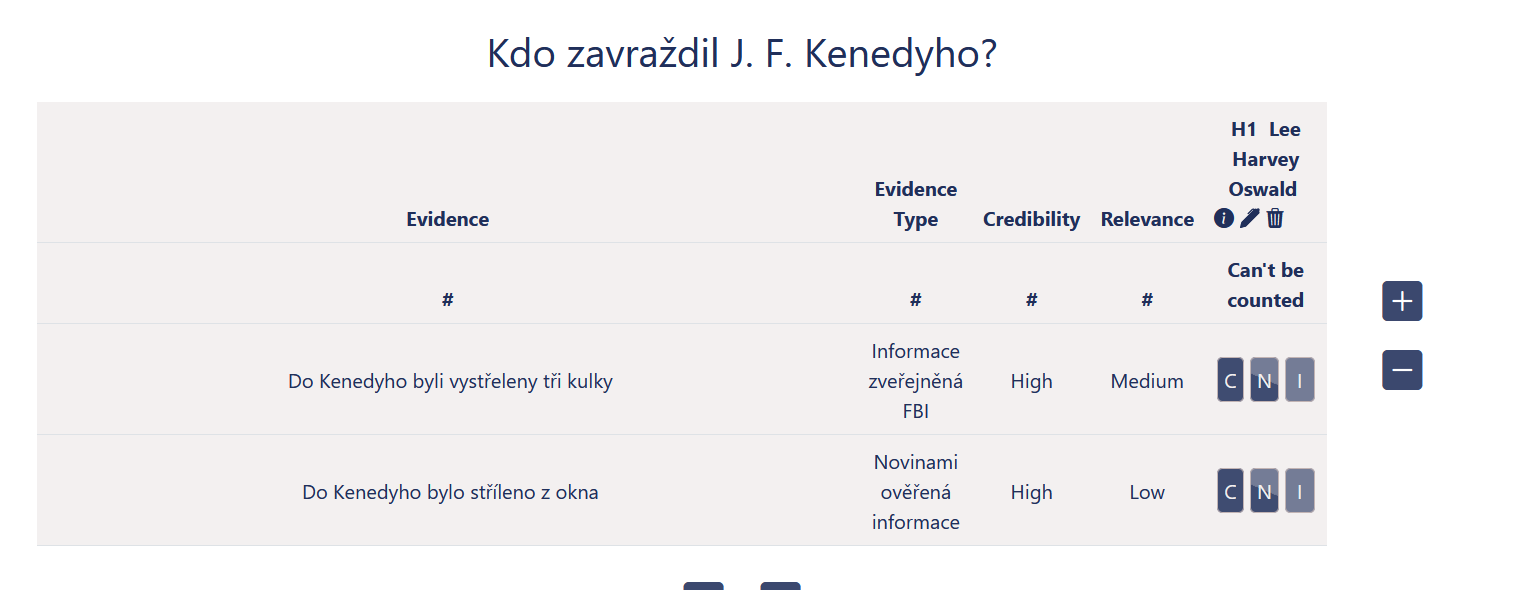 Kdo zavraždil J. F. Kenedyho?
H1 Lee
Harvey
Oswald
Evidence
Evidence
Type
Credibility
Relevance
#
#
#
#
Can't be
counted
Do Kenedyho byli vystřeleny tři kulky
Informace
zveřejněná
FBI
High
Medium
C N I
Do Kenedyho bylo stříleno z okna
Novinami
ověřená
informace
High
Low
C N I
+
−